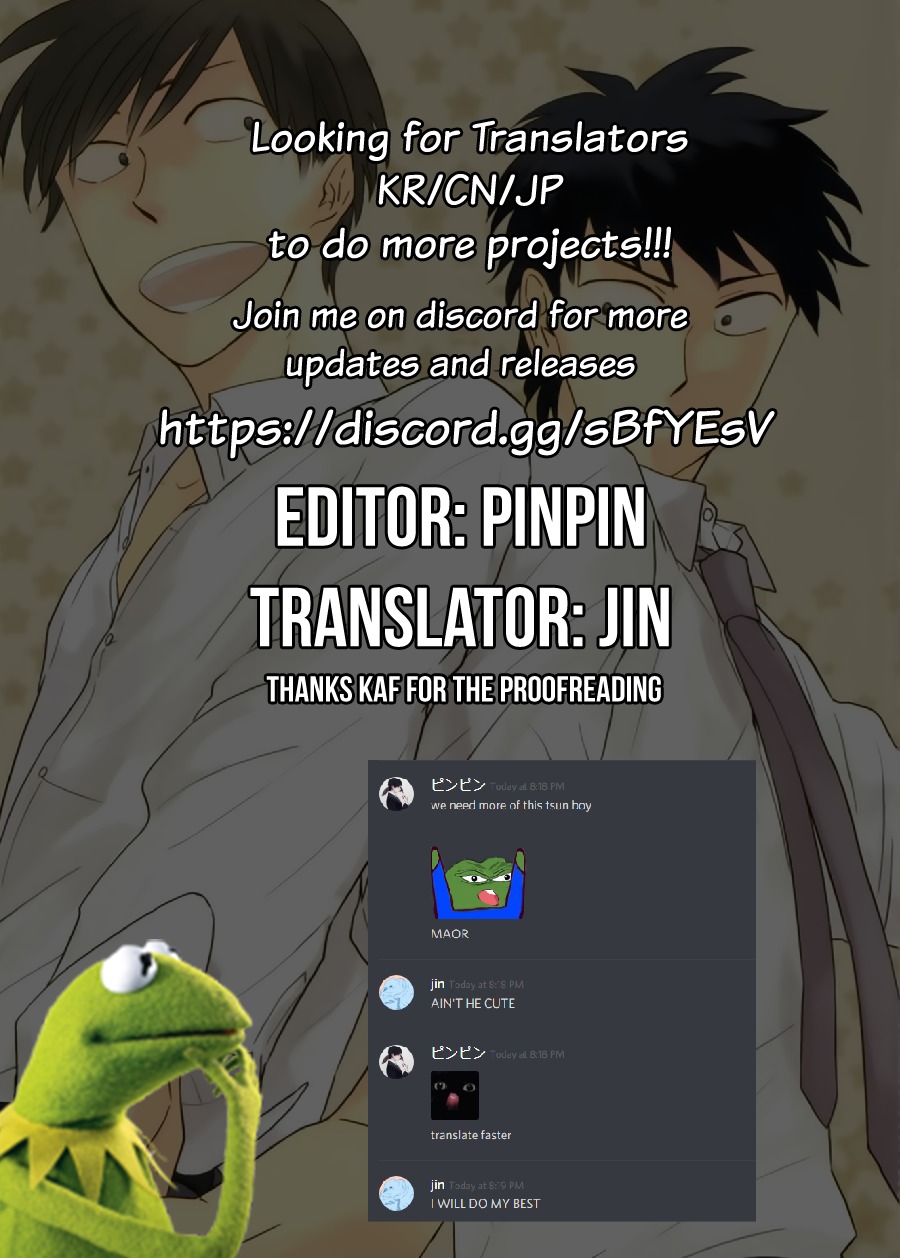 Looking for Translators
KR/CN/JP
to do more projects!!!
Join me on discord for more
updates and releases
https://discord.gg/sBfYEsV
EDITOR: PINPIN
TRANSLATOR: JIN
THANKS KAF FOR THE PROOFREADING
ピンピン Today at 8:18 PM
we need more of this tsun boy
MAOR
jin Today at 8:18 PM
AIN'T HE CUTE
ピンピン Today at 8:18 PM
translate faster
jin Today at 8:19 PM
I WILL DO MY BEST